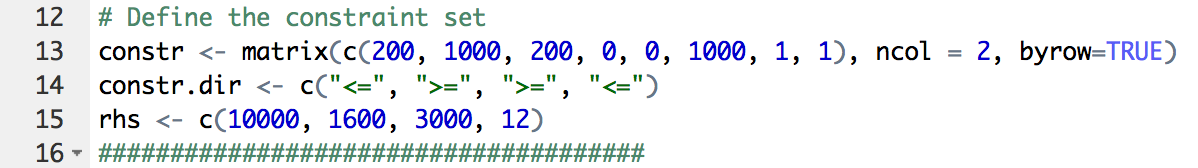 12 # Define the constraint set
13 constr <- matrix(c(200, 1000, 200, 0, 0, 1000, 1, 1), ncol = 2, byrow=TRUE)
14 constr.dir <- c("<=", ">=", ">=", "<=")
15 rhs <- c(10000, 1600, 3000, 12)
16 ######################################